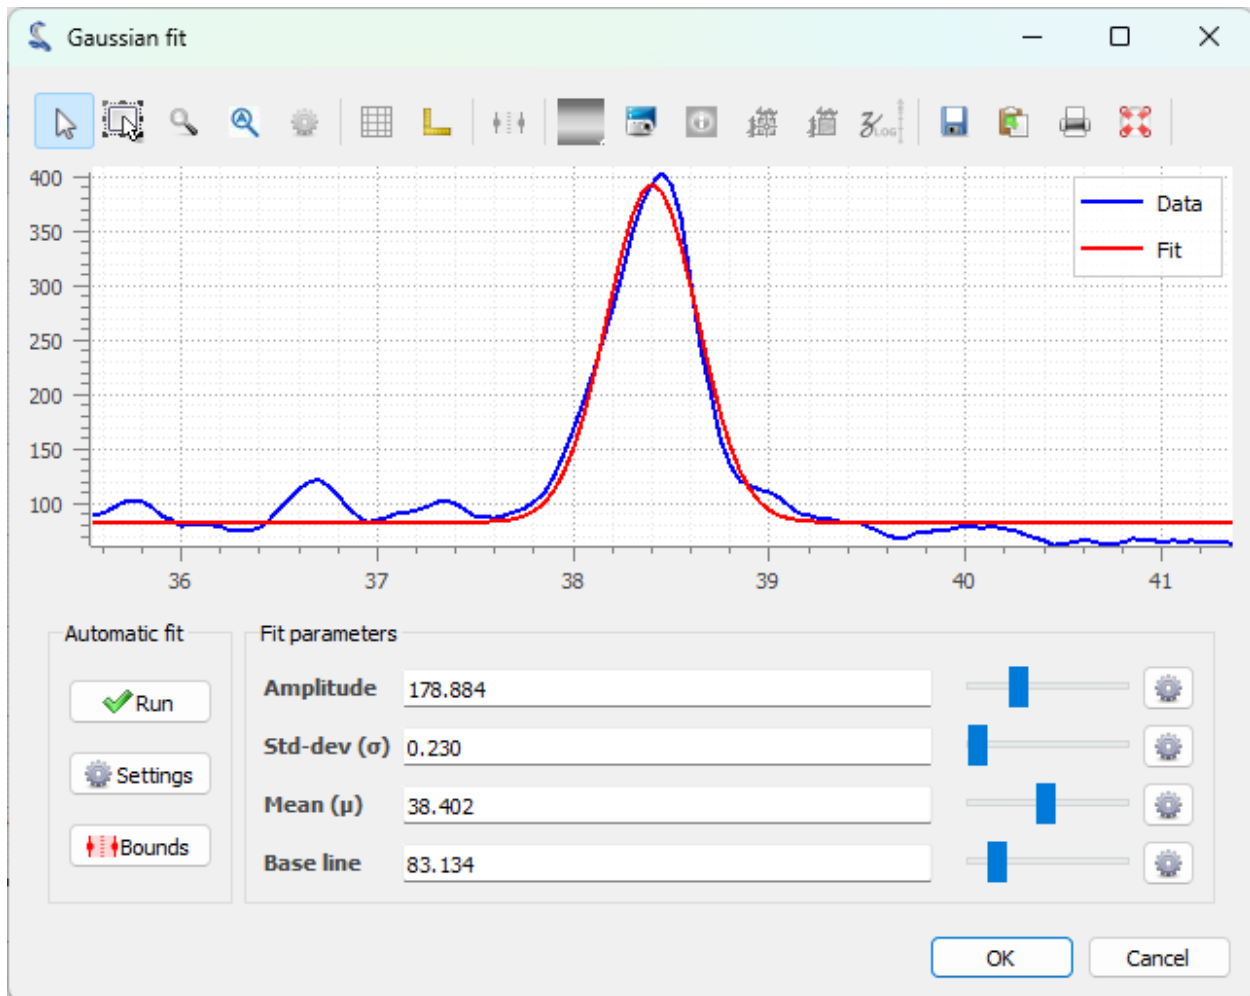 Gaussian fit
LOG
400
350
300
250
200
150
100
Data
Fit
36 37 38 39 40 41
Automatic fit
Run
Settings
Bounds
Fit parameters
Amplitude 178.884
Std-dev (σ) 0.230
Mean (μ) 38.402
Base line 83.134
OK Cancel